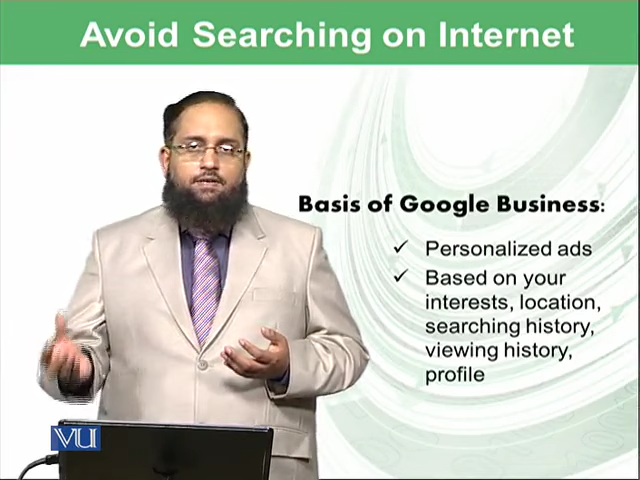 Avoid Searching on Internet
Basis of Google Business:
✓ Personalized ads
✓ Based on your
interests, location,
searching history,
viewing history,
profile
VU